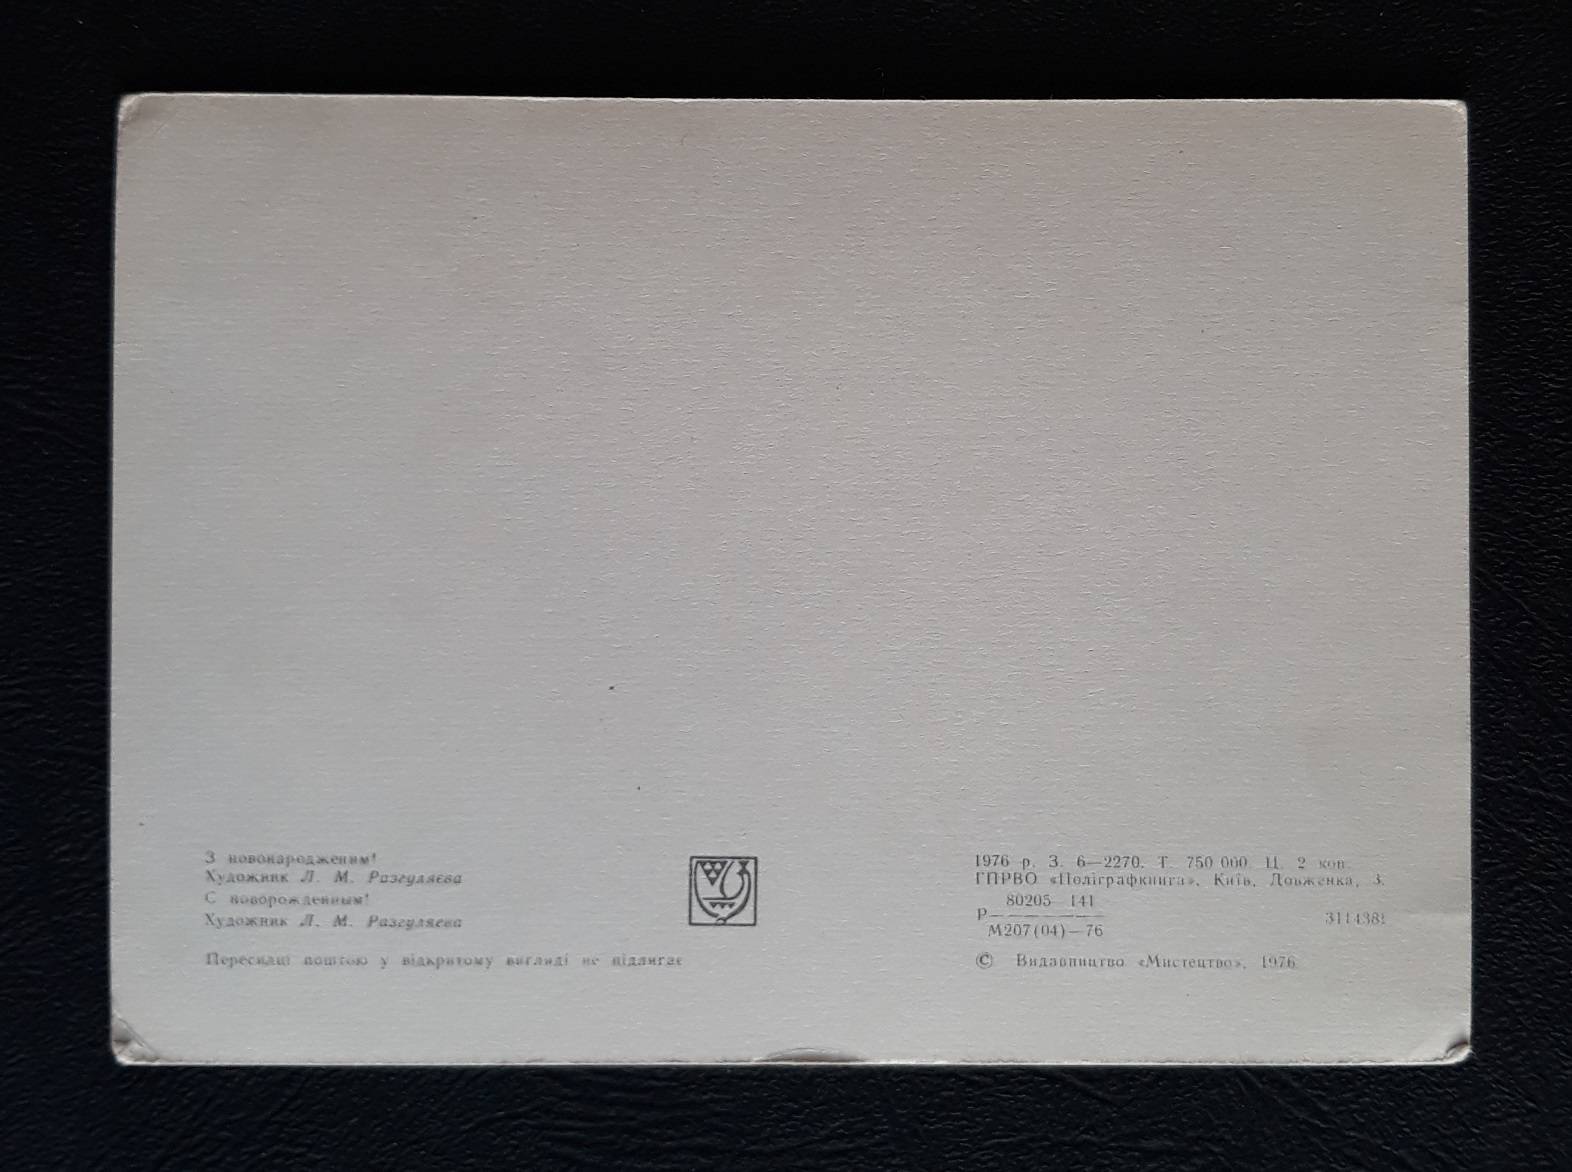 З новонародженим!
Художник Л. М. Разгуляєва
С новорожденным!
Художник Л. М. Разгуляева
Пересилці поштою у відкритому вигляді не підлягає
1976 р. З. 6—2270. Т. 750 000. Ц. 2 коп.
ГПРВО «Поліграфкнига», Київ, Довженка, 3.
80205—141
Р—
М207(04)—76
3114381
© Видавництво «Мистецтво», 1976